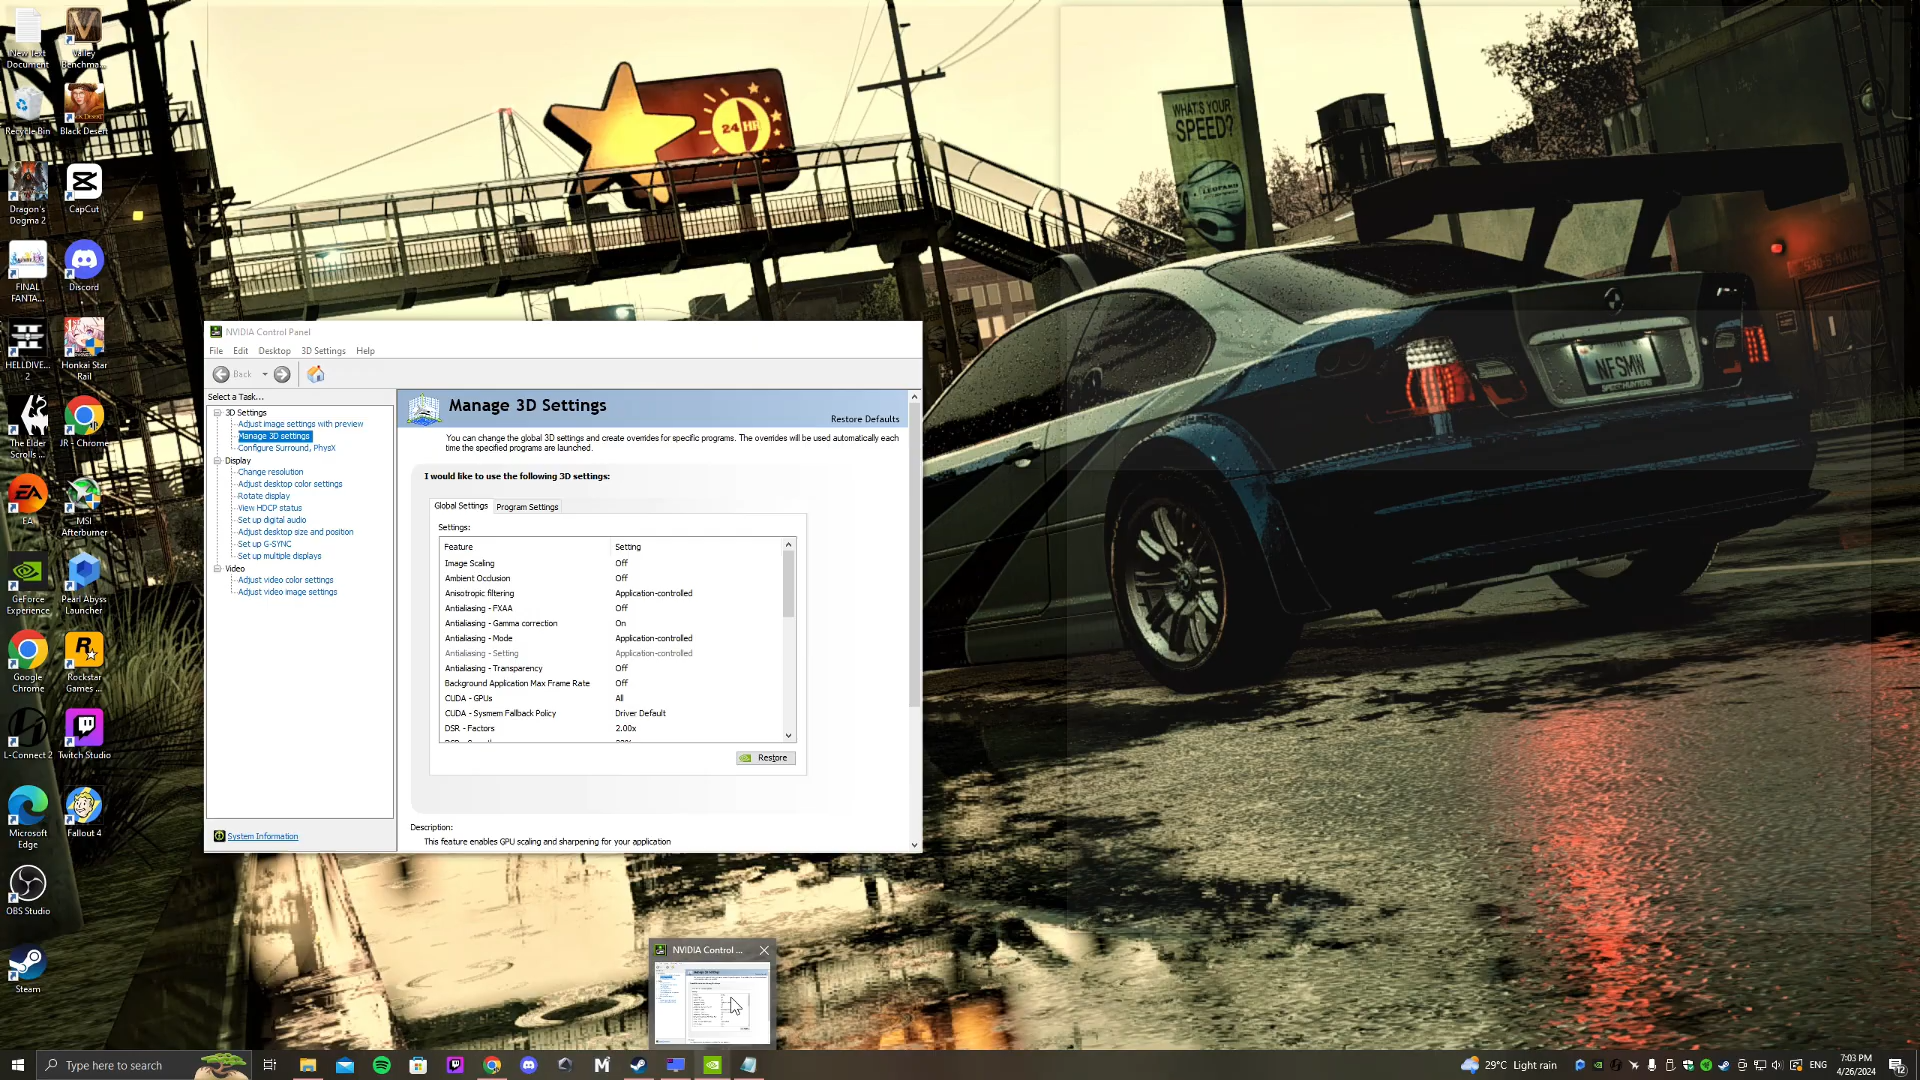 New Text
Document
Valley
Benchma...
Recycle Bin
Black Desert
Dragon's
Dogma 2
CapCut
FINAL
FANTA...
Discord
HELLDIVE...
2
Honkai Star
Rail
The Elder
Scrolls ...
JR - Chrome
EA
MSI
Afterburner
GeForce
Experience
Pearl Abyss
Launcher
Google
Chrome
Rockstar
Games ...
L-Connect 2
Twitch Studio
Microsoft
Edge
Fallout 4
OBS Studio
Steam
24 HR
WHAT'S YOUR
SPEED?
NFSMW
NVIDIA Control Panel
File Edit Desktop 3D Settings Help
Back
Select a Task...
3D Settings
Adjust image settings with preview
Manage 3D settings
Configure Surround, PhysX
Display
Change resolution
Adjust desktop color settings
Rotate display
View HDCP status
Set up digital audio
Adjust desktop size and position
Set up G-SYNC
Set up multiple displays
Video
Adjust video color settings
Adjust video image settings
System Information
Manage 3D Settings
Restore Defaults
You can change the global 3D settings and create overrides for specific programs. The overrides will be used automatically each
time the specified programs are launched.
I would like to use the following 3D settings:
Global Settings Program Settings
Settings:
Feature Setting
Image Scaling Off
Ambient Occlusion Off
Anisotropic filtering Application-controlled
Antialiasing - FXAA Off
Antialiasing - Gamma correction On
Antialiasing - Mode Application-controlled
Antialiasing - Setting Application-controlled
Antialiasing - Transparency Off
Background Application Max Frame Rate Off
CUDA - GPUs All
CUDA - Sysmem Fallback Policy Driver Default
DSR - Factors 2.00x
Restore
Description:
This feature enables GPU scaling and sharpening for your application
NVIDIA Control ...
Type here to search
29°C Light rain
ENG
7:03 PM
4/26/2024
12